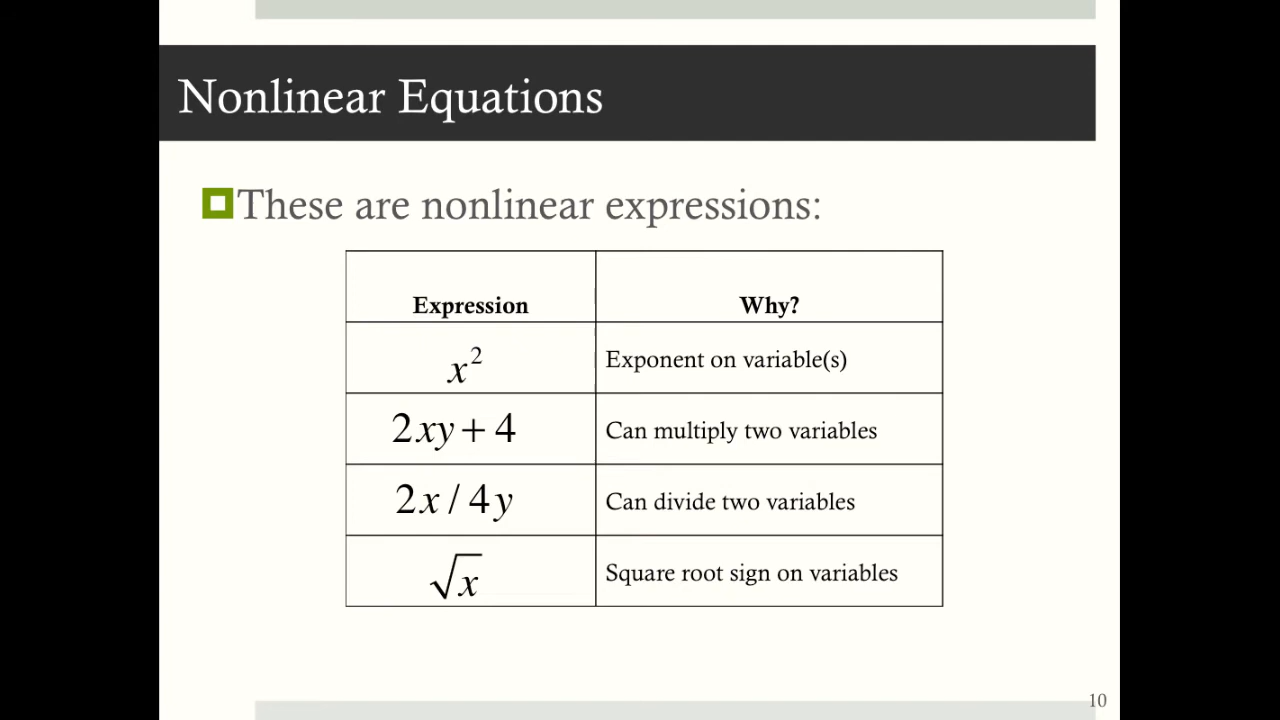 Nonlinear Equations
These are nonlinear expressions:
Expression Why?
x² Exponent on variable(s)
2xy + 4 Can multiply two variables
2x / 4y Can divide two variables
√x Square root sign on variables
10